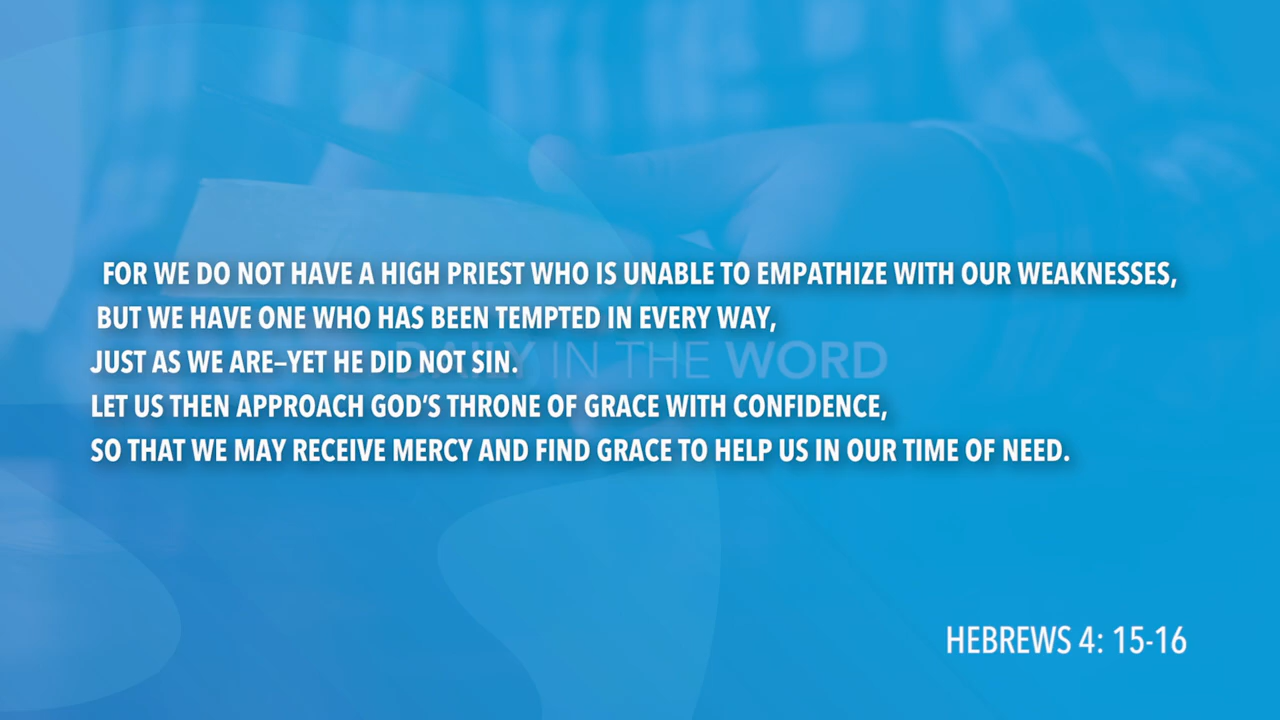 FOR WE DO NOT HAVE A HIGH PRIEST WHO IS UNABLE TO EMPATHIZE WITH OUR WEAKNESSES,
BUT WE HAVE ONE WHO HAS BEEN TEMPTED IN EVERY WAY,
JUST AS WE ARE–YET HE DID NOT SIN.
DAILY IN THE WORD
LET US THEN APPROACH GOD'S THRONE OF GRACE WITH CONFIDENCE,
SO THAT WE MAY RECEIVE MERCY AND FIND GRACE TO HELP US IN OUR TIME OF NEED.
HEBREWS 4: 15-16